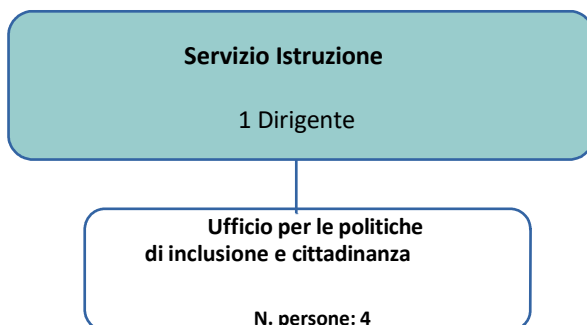 Servizio Istruzione
1 Dirigente
Ufficio per le politiche
di inclusione e cittadinanza
N. persone: 4